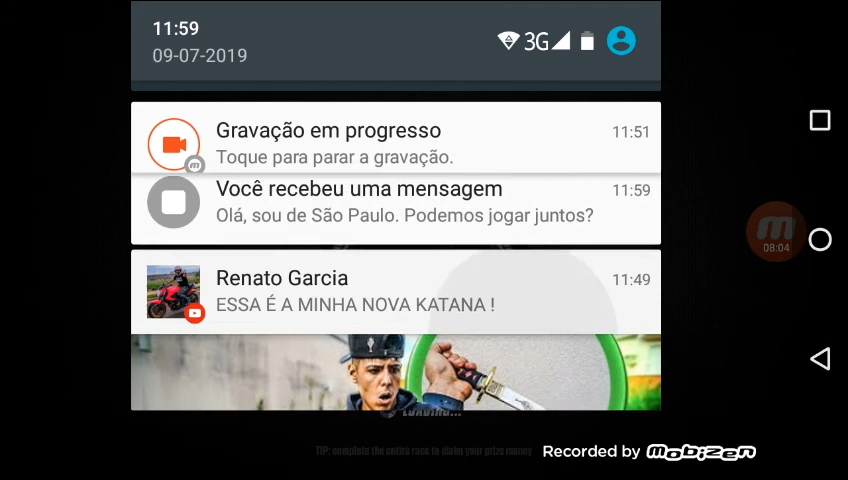 11:59
09-07-2019
3G
Gravação em progresso
11:51
Toque para parar a gravação.
Você recebeu uma mensagem
11:59
Olá, sou de São Paulo. Podemos jogar juntos?
08:04
Renato Garcia
11:49
ESSA É A MINHA NOVA KATANA !
LOADING...
TIP: complete the entire race to claim your prize money
Recorded by mobizen